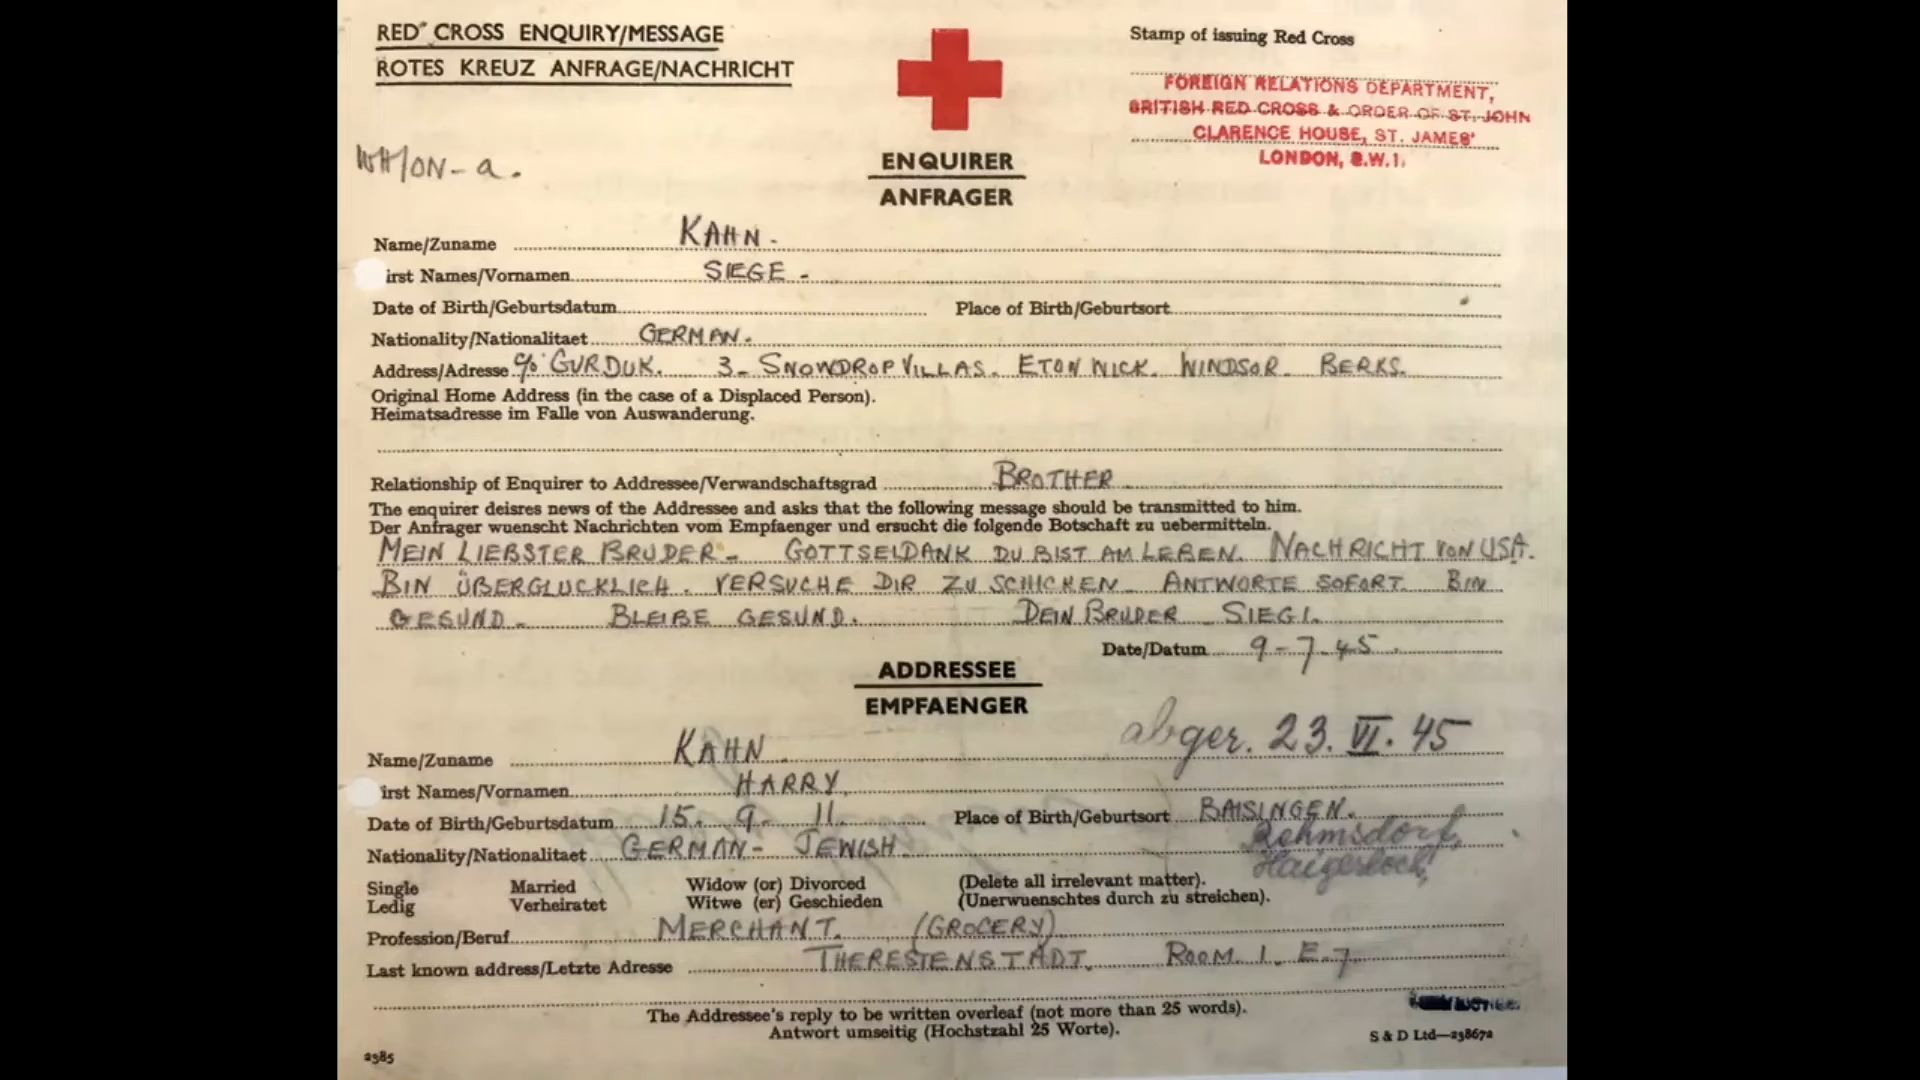 RED CROSS ENQUIRY/MESSAGE
ROTES KREUZ ANFRAGE/NACHRICHT
Stamp of issuing Red Cross
FOREIGN RELATIONS DEPARTMENT,
BRITISH RED CROSS & ORDER OF ST. JOHN
CLARENCE HOUSE, ST. JAMES'
LONDON, S.W.1.
WH/ON - a.
ENQUIRER
ANFRAGER
Name/Zuname KAHN -
irst Names/Vornamen SIEGE -
Date of Birth/Geburtsdatum Place of Birth/Geburtsort
Nationality/Nationalitaet GERMAN.
Address/Adresse c/o GURDUK. 3 - SNOWDROP VILLAS. ETON WICK. WINDSOR. BERKS.
Original Home Address (in the case of a Displaced Person).
Heimatsadresse im Falle von Auswanderung.
Relationship of Enquirer to Addressee/Verwandschaftsgrad BROTHER
The enquirer deisres news of the Addressee and asks that the following message should be transmitted to him.
Der Anfrager wuenscht Nachrichten vom Empfaenger und ersucht die folgende Botschaft zu uebermitteln.
MEIN LIEBSTER BRUDER - GOTTSEIDANK DU BIST AM LEBEN. NACHRICHT VON USA.
BIN ÜBERGLÜCKLICH. VERSUCHE DIR ZU SCHICKEN. ANTWORTE SOFORT. BIN
GESUND - BLEIBE GESUND. DEIN BRUDER SIEGI.
Date/Datum 9-7-45
ADDRESSEE
EMPFAENGER
abger. 23. VI. 45
Name/Zuname KAHN
irst Names/Vornamen HARRY
Date of Birth/Geburtsdatum 15. 9. 11. Place of Birth/Geburtsort BAISINGEN.
Rehmsdorf,
Nationality/Nationalitaet GERMAN - JEWISH
Haigerloch!
Single Married Widow (or) Divorced (Delete all irrelevant matter).
Ledig Verheiratet Witwe (er) Geschieden (Unerwuenschtes durch zu streichen).
Profession/Beruf MERCHANT. (GROCERY)
Last known address/Letzte Adresse THERESIENSTADT. ROOM. 1. E. 7
The Addressee's reply to be written overleaf (not more than 25 words).
Antwort umseitig (Hochstzahl 25 Worte).
S & D Ltd—238672
2385